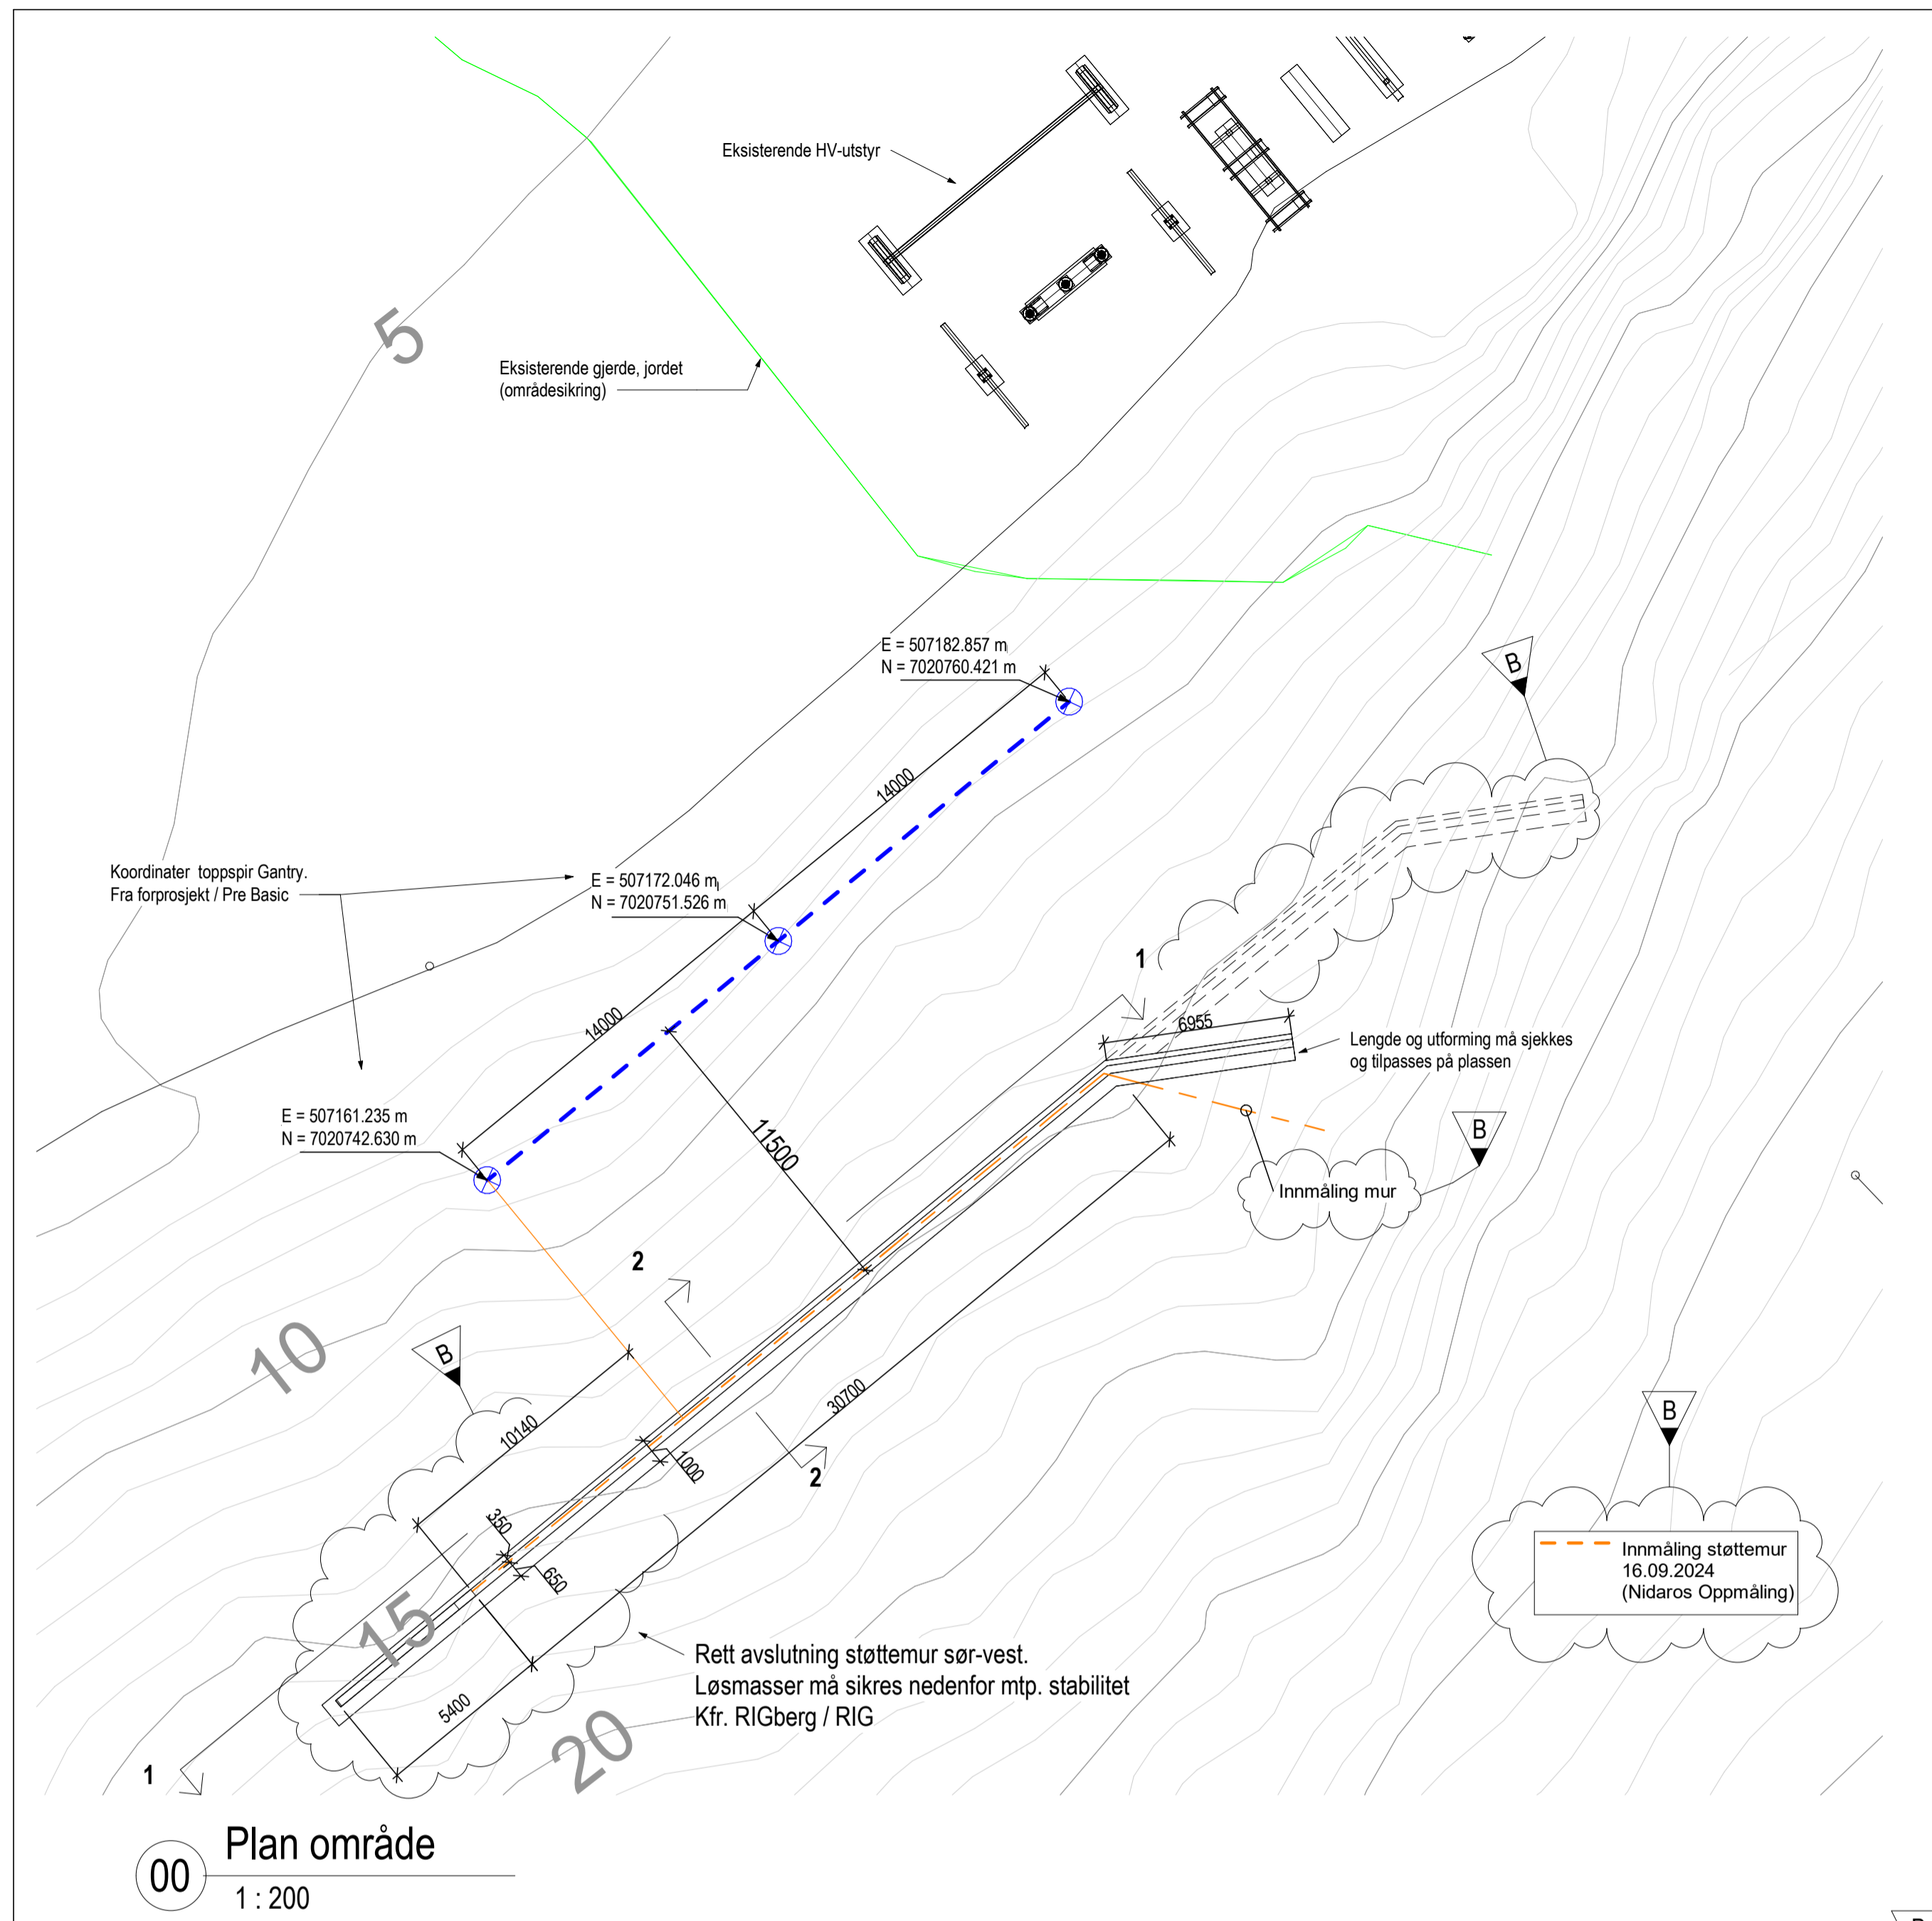 Eksisterende HV-utstyr
5
Eksisterende gjerde, jordet
(områdesikring)
E = 507182.857 m
N = 7020760.421 m
B
14000
Koordinater toppspir Gantry.
Fra forprosjekt / Pre Basic
E = 507172.046 m
N = 7020751.526 m
1
14000
6955
Lengde og utforming må sjekkes
og tilpasses på plassen
E = 507161.235 m
N = 7020742.630 m
11500
B
Innmåling mur
2
10
B
30700
10140
1000
2
B
350
650
Innmåling støttemur
16.09.2024
(Nidaros Oppmåling)
15
Rett avslutning støttemur sør-vest.
Løsmasser må sikres nedenfor mtp. stabilitet
Kfr. RIGberg / RIG
5400
20
1
00
Plan område
1 : 200